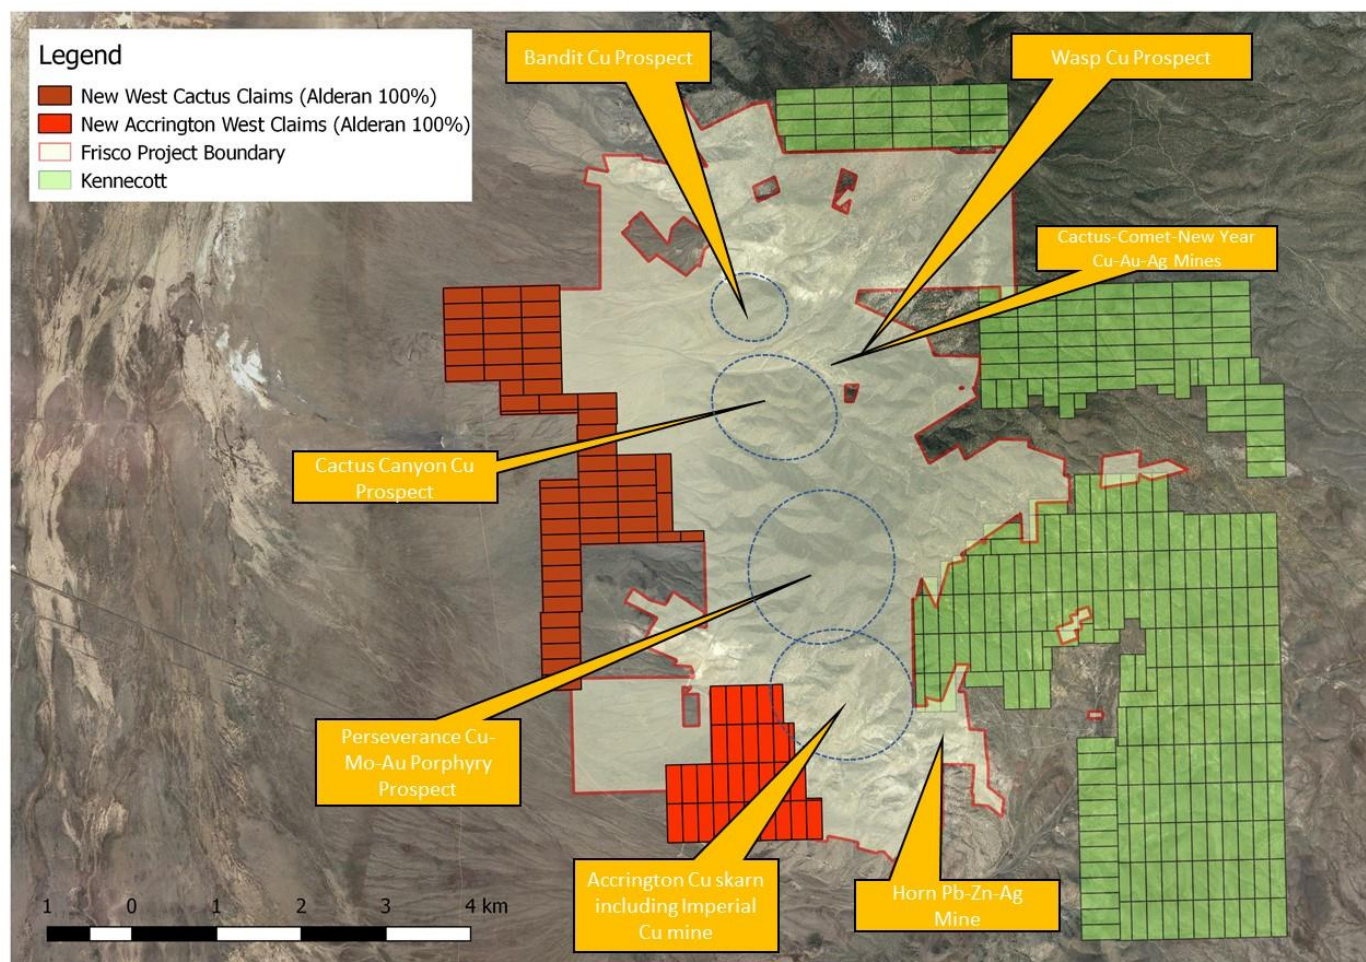 Legend
New West Cactus Claims (Alderan 100%)
New Accrington West Claims (Alderan 100%)
Frisco Project Boundary
Kennecott
Bandit Cu Prospect
Wasp Cu Prospect
Cactus-Comet-New Year
Cu-Au-Ag Mines
Cactus Canyon Cu
Prospect
Perseverance Cu-
Mo-Au Porphyry
Prospect
Accrington Cu skarn
including Imperial
Cu mine
Horn Pb-Zn-Ag
Mine
1 0 1 2 3 4 km